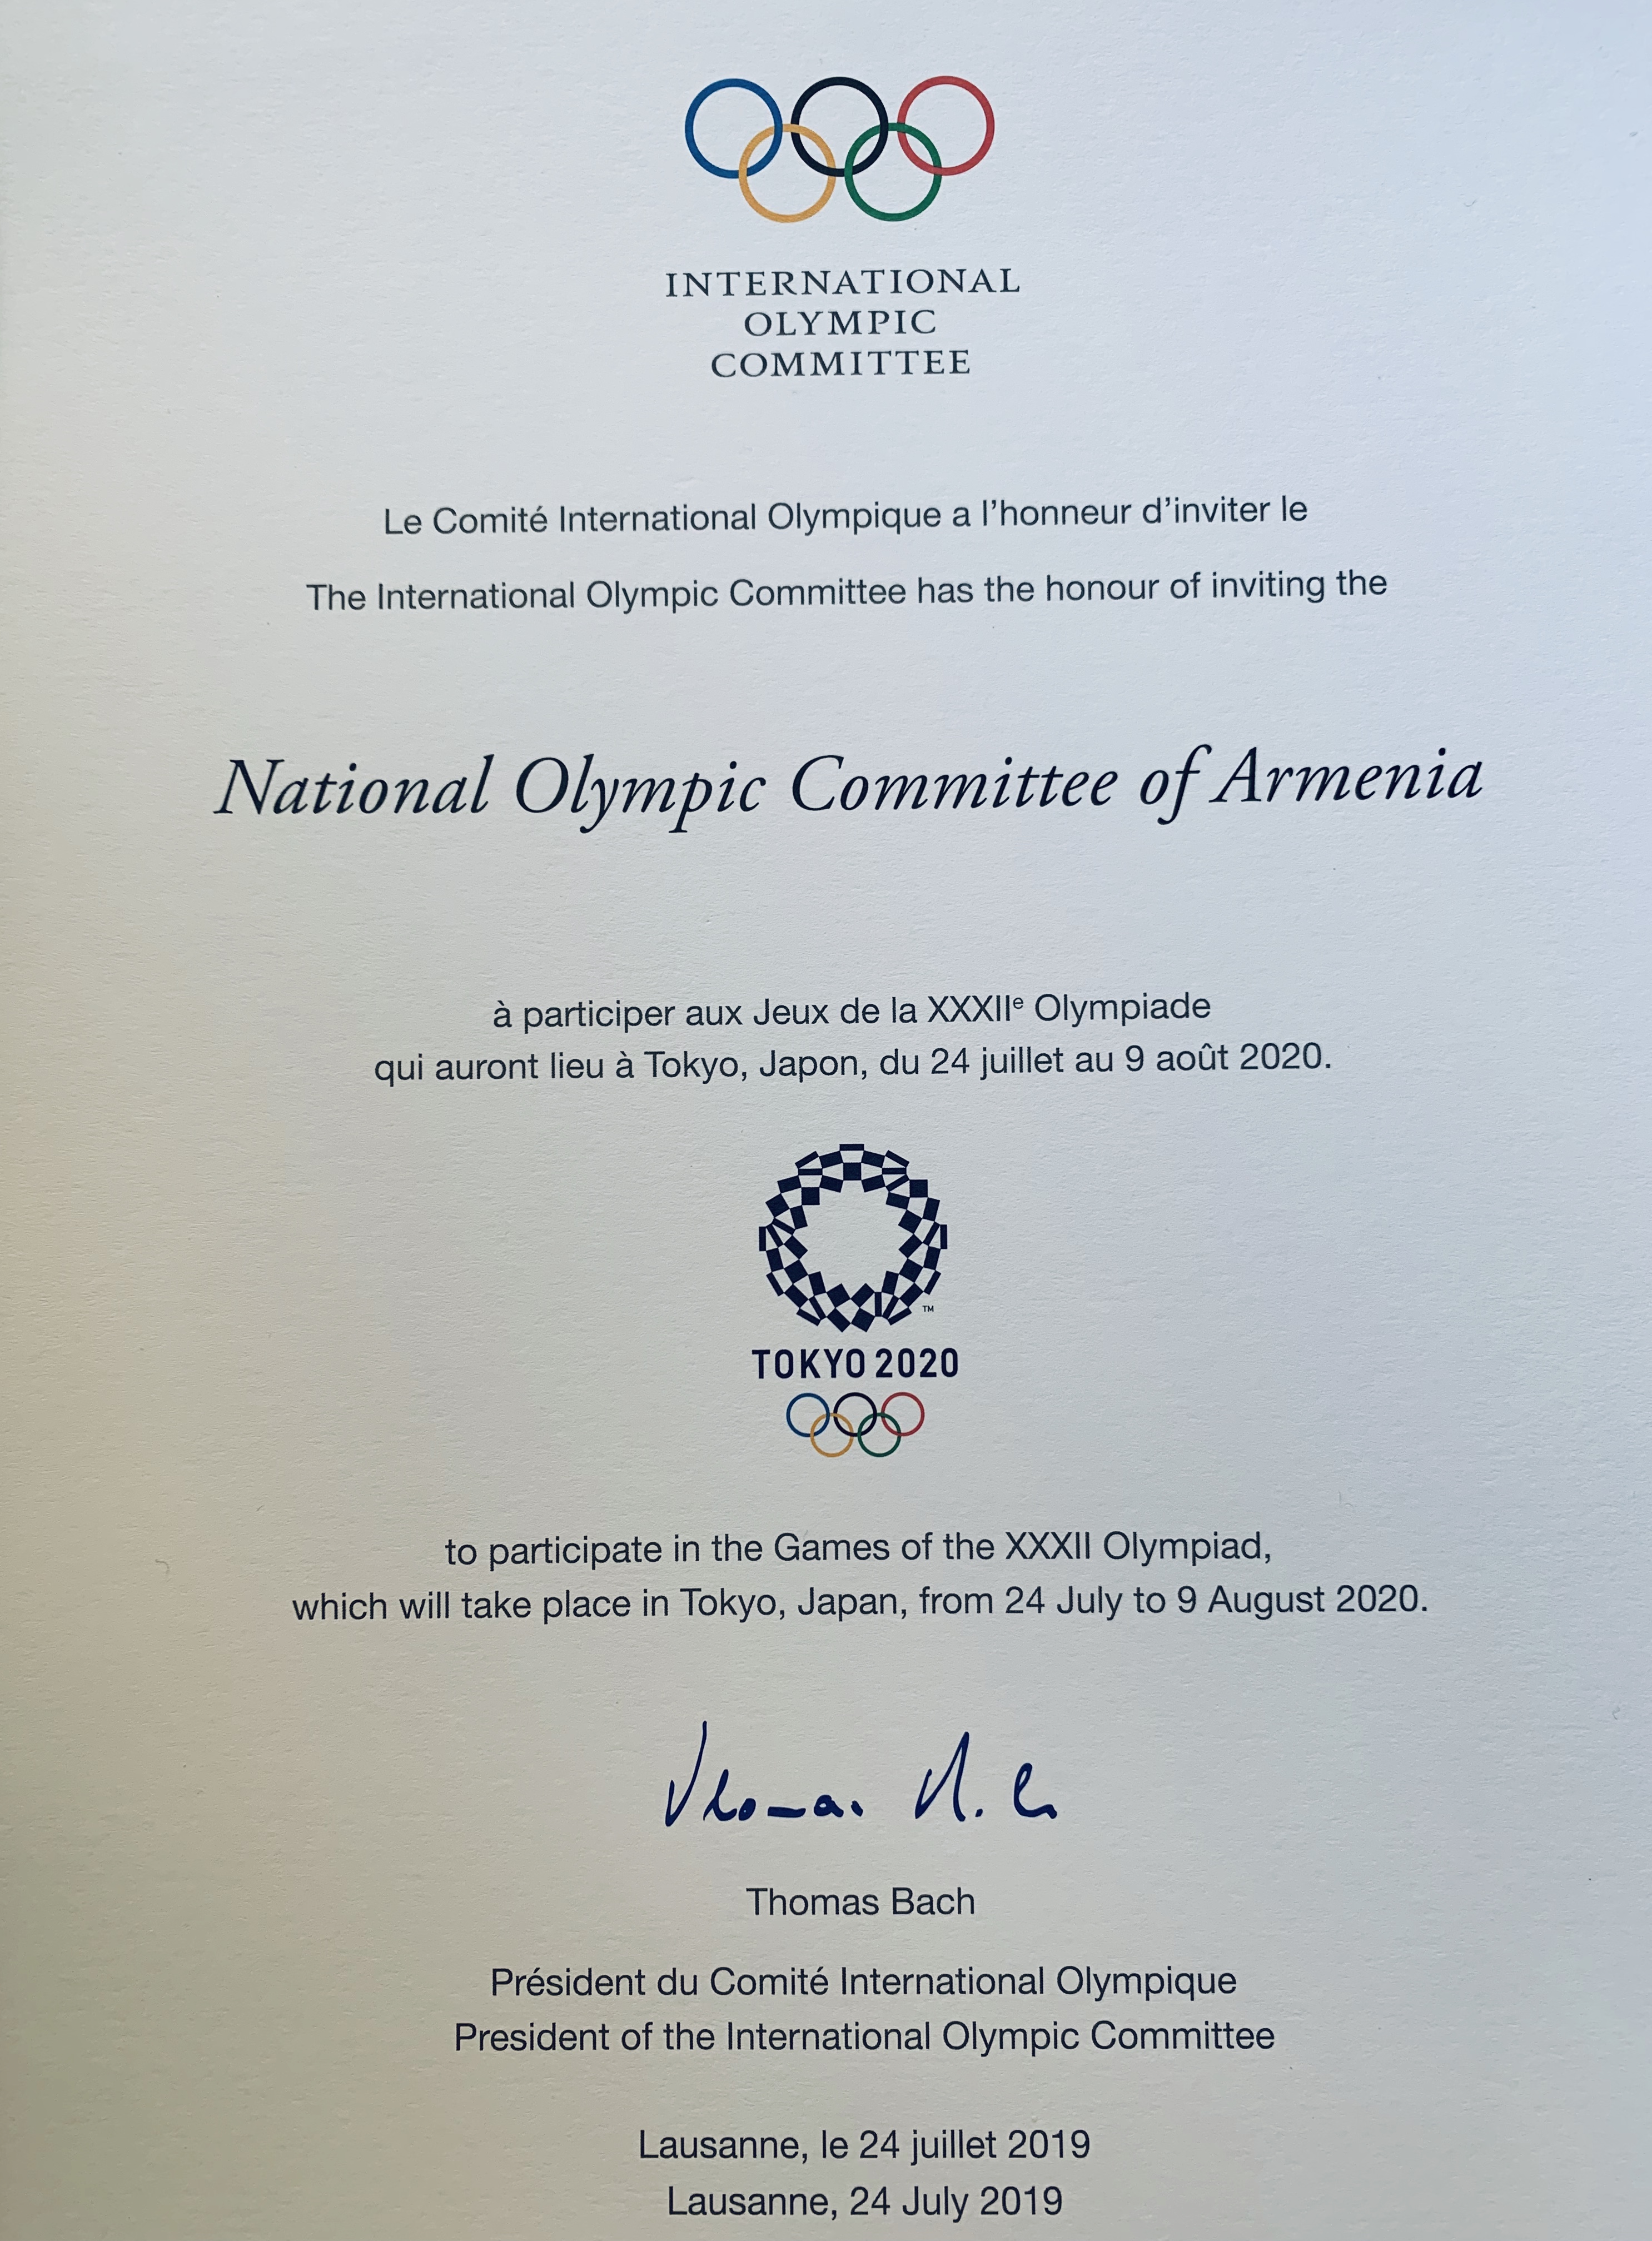 INTERNATIONAL
OLYMPIC
COMMITTEE
Le Comité International Olympique a l’honneur d’inviter le
The International Olympic Committee has the honour of inviting the
National Olympic Committee of Armenia
à participer aux Jeux de la XXXIIᵉ Olympiade
qui auront lieu à Tokyo, Japon, du 24 juillet au 9 août 2020.
TM
TOKYO 2020
to participate in the Games of the XXXII Olympiad,
which will take place in Tokyo, Japan, from 24 July to 9 August 2020.
Thomas Bach
Président du Comité International Olympique
President of the International Olympic Committee
Lausanne, le 24 juillet 2019
Lausanne, 24 July 2019